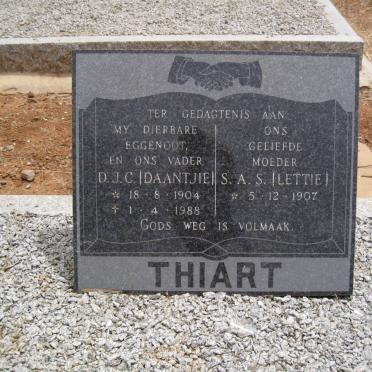 TER GEDAGTENIS AAN
MY DIERBARE
EGGENOOT,
EN ONS VADER
D.J.C. (DAANTJIE)
☆ 18-8-1904
✝ 1-4-1988
ONS
GELIEFDE
MOEDER
S.A.S. (LETTIE)
☆ 5-12-1907
GODS WEG IS VOLMAAK.
THIART